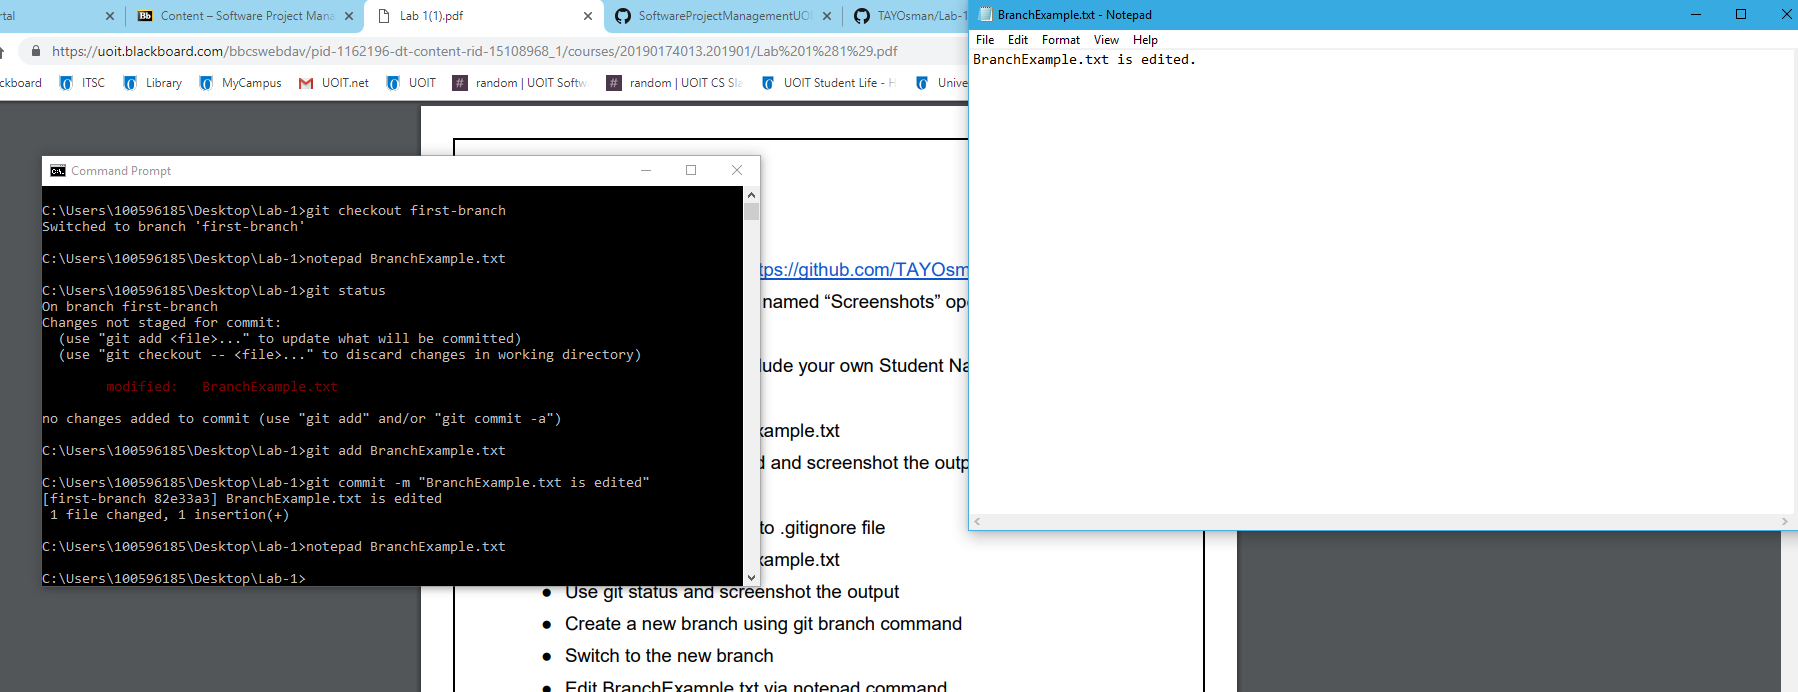 rtal
Content – Software Project Mana
Lab 1(1).pdf
SoftwareProjectManagementUO
TAYOsman/Lab-1
https://uoit.blackboard.com/bbcswebdav/pid-1162196-dt-content-rid-15108968_1/courses/20190174013.201901/Lab%201%281%29.pdf
ckboard
ITSC
Library
MyCampus
UOIT.net
UOIT
random | UOIT Softw
random | UOIT CS Sla
UOIT Student Life - H
Unive
BranchExample.txt - Notepad
File Edit Format View Help
BranchExample.txt is edited.
Command Prompt
C:\Users\100596185\Desktop\Lab-1>git checkout first-branch
Switched to branch 'first-branch'
C:\Users\100596185\Desktop\Lab-1>notepad BranchExample.txt
C:\Users\100596185\Desktop\Lab-1>git status
On branch first-branch
Changes not staged for commit:
(use "git add <file>..." to update what will be committed)
(use "git checkout -- <file>..." to discard changes in working directory)
modified: BranchExample.txt
no changes added to commit (use "git add" and/or "git commit -a")
C:\Users\100596185\Desktop\Lab-1>git add BranchExample.txt
C:\Users\100596185\Desktop\Lab-1>git commit -m "BranchExample.txt is edited"
[first-branch 82e33a3] BranchExample.txt is edited
1 file changed, 1 insertion(+)
C:\Users\100596185\Desktop\Lab-1>notepad BranchExample.txt
C:\Users\100596185\Desktop\Lab-1>
tps://github.com/TAYOsm
named “Screenshots” ope
lude your own Student Na
xample.txt
d and screenshot the outp
to .gitignore file
xample.txt
● Use git status and screenshot the output
● Create a new branch using git branch command
● Switch to the new branch
● Edit BranchExample.txt via notepad command